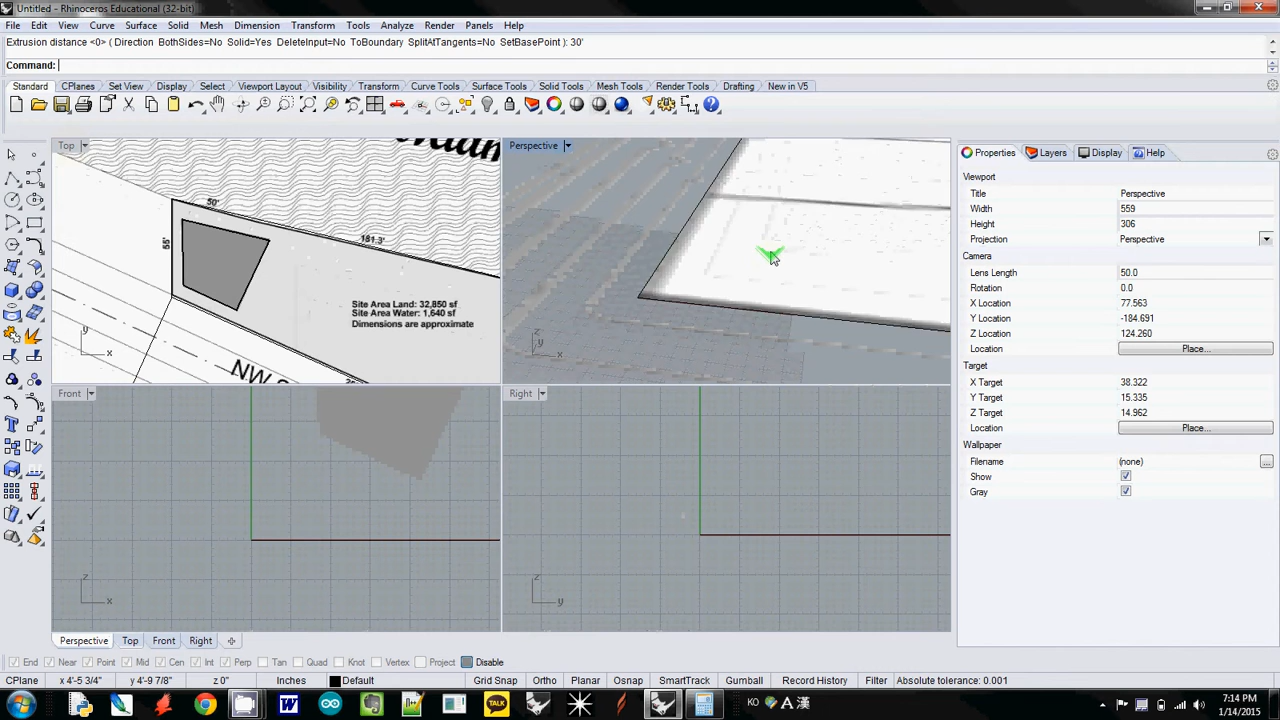 Untitled - Rhinoceros Educational (32-bit)
File Edit View Curve Surface Solid Mesh Dimension Transform Tools Analyze Render Panels Help
Extrusion distance <0> ( Direction BothSides=No Solid=Yes DeleteInput=No ToBoundary SplitAtTangents=No SetBasePoint ): 30'
Command:
Standard CPlanes Set View Display Select Viewport Layout Visibility Transform Curve Tools Surface Tools Solid Tools Mesh Tools Render Tools Drafting New in V5
Top
Perspective
Properties Layers Display Help
Viewport
Title Perspective
Width 559
Height 306
Projection Perspective
Camera
Lens Length 50.0
Rotation 0.0
X Location 77.563
Y Location -184.691
Z Location 124.260
Location Place...
Target
X Target 38.322
Y Target 15.335
Z Target 14.962
Location Place...
Wallpaper
Filename (none) ...
Show
Gray
50'
55'
181.3'
Site Area Land: 32,850 sf
Site Area Water: 1,640 sf
Dimensions are approximate
NW
y
x
z
y
x
Front
Right
z
x
z
y
Perspective Top Front Right
End Near Point Mid Cen Int Perp Tan Quad Knot Vertex Project Disable
CPlane x 4'-5 3/4" y 4'-9 7/8" z 0" Inches Default Grid Snap Ortho Planar Osnap SmartTrack Gumball Record History Filter Absolute tolerance: 0.001
TALK
KO A 漢
7:14 PM
1/14/2015